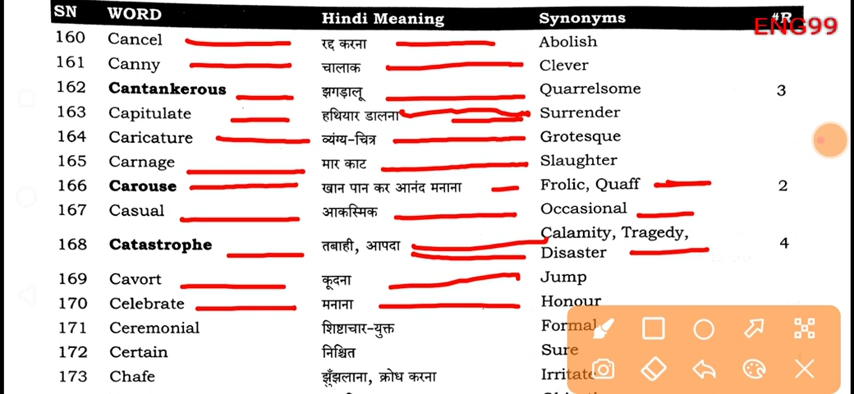 SN WORD Hindi Meaning Synonyms #R
ENG99
160 Cancel रद्द करना Abolish
161 Canny चालाक Clever
162 Cantankerous झगड़ालू Quarrelsome 3
163 Capitulate हथियार डालना Surrender
164 Caricature व्यंग्य-चित्र Grotesque
165 Carnage मार काट Slaughter
166 Carouse खान पान कर आनंद मनाना Frolic, Quaff 2
167 Casual आकस्मिक Occasional
168 Catastrophe तबाही, आपदा Calamity, Tragedy, 4
Disaster
169 Cavort कूदना Jump
170 Celebrate मनाना Honour
171 Ceremonial शिष्टाचार-युक्त Formal
172 Certain निश्चित Sure
173 Chafe झुँझलाना, क्रोध करना Irritate